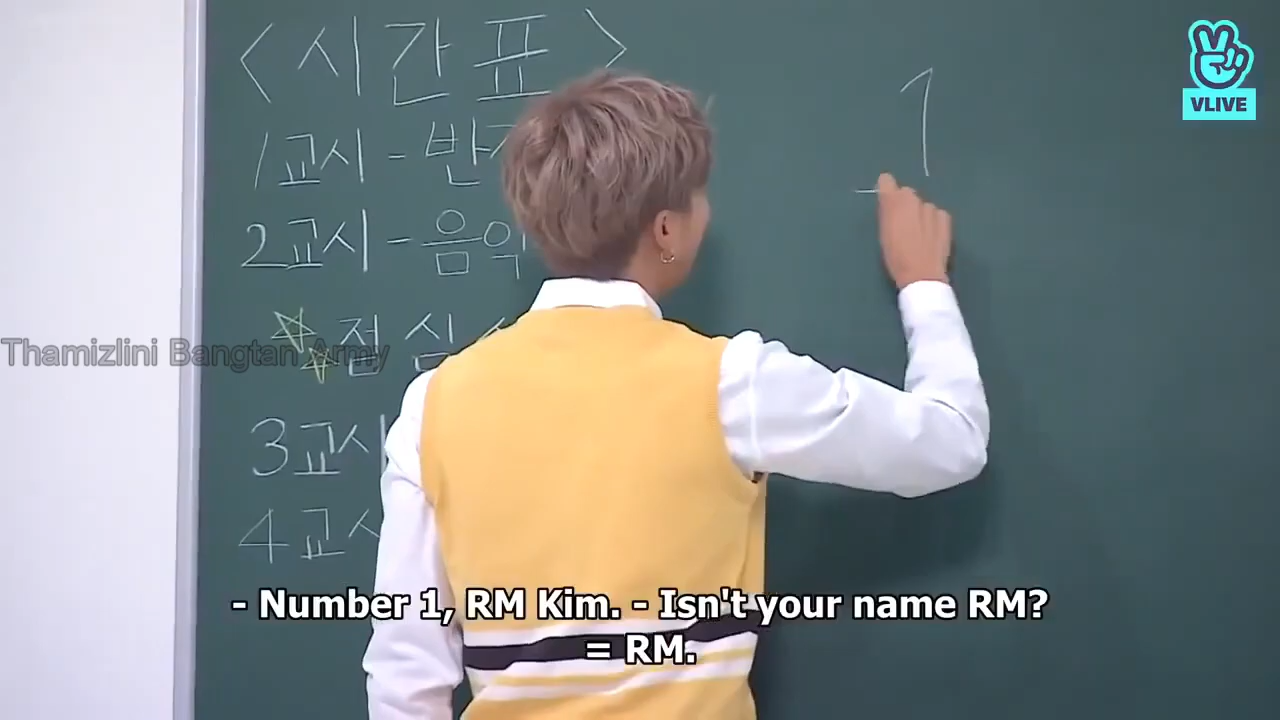 <시간표>
VLIVE
1
1교시 - 반
2교시 - 음악
Thamizlini Bangtan Army
점심
3교시
4교시
- Number 1, RM Kim. - Isn't your name RM?
= RM.